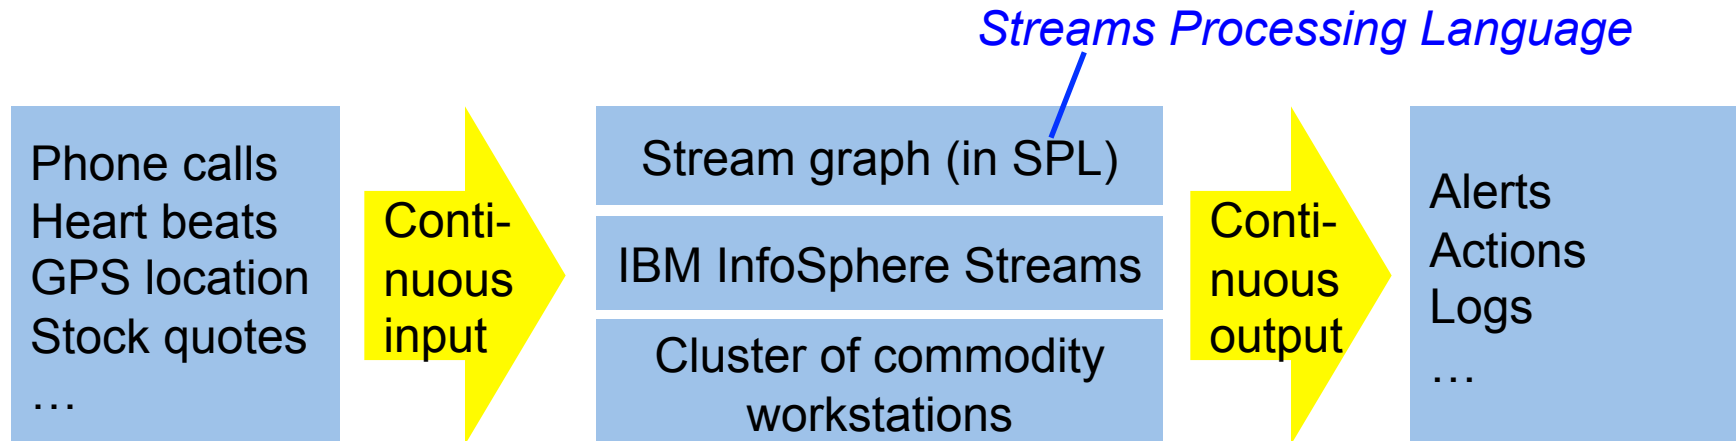 Streams Processing Language
Phone calls
Heart beats
GPS location
Stock quotes
…
Conti-
nuous
input
Stream graph (in SPL)
IBM InfoSphere Streams
Cluster of commodity
workstations
Conti-
nuous
output
Alerts
Actions
Logs
…